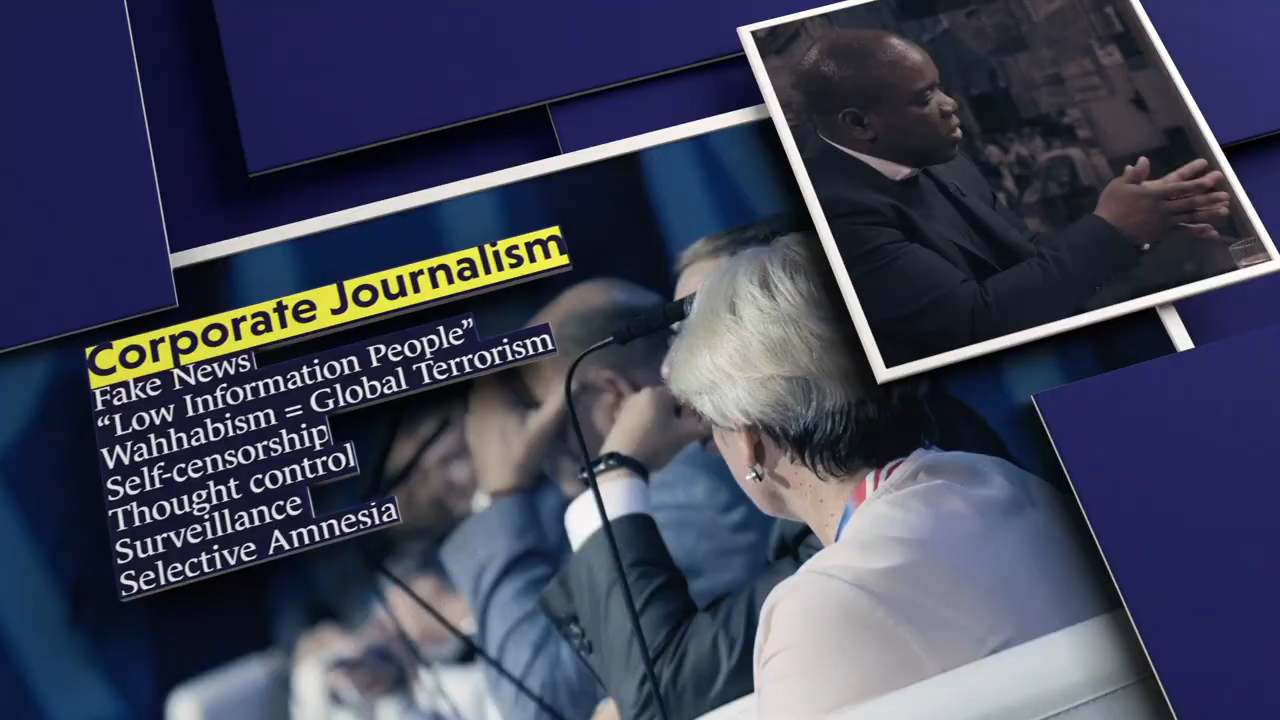 Corporate Journalism
Fake News
“Low Information People”
Wahhabism = Global Terrorism
Self-censorship
Thought control
Surveillance
Selective Amnesia